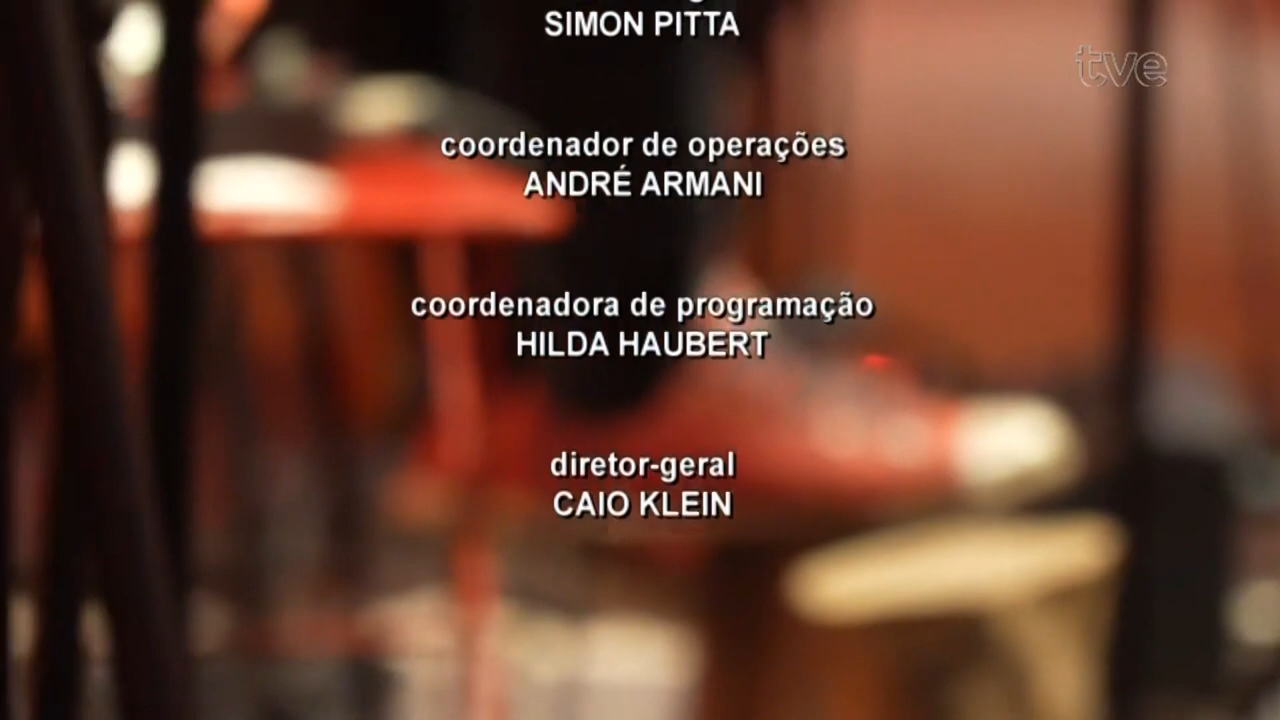 SIMON PITTA
tve
coordenador de operações
ANDRÉ ARMANI
coordenadora de programação
HILDA HAUBERT
diretor-geral
CAIO KLEIN